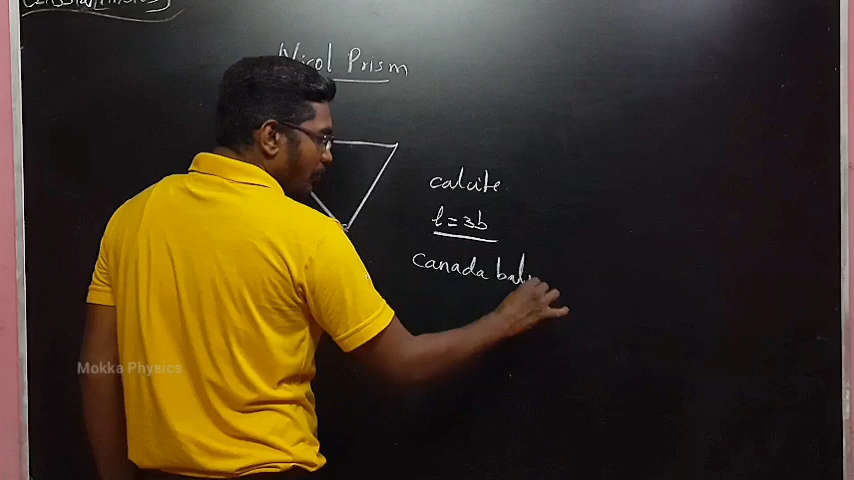 Nicol Prism
calcite
l = 3b
Canada bal
Mokka Physics